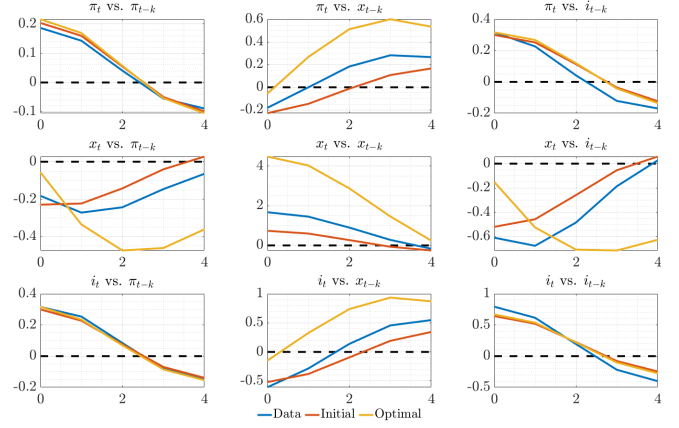 π_t vs. π_{t−k}
π_t vs. x_{t−k}
π_t vs. i_{t−k}
0.2
0.1
0
-0.1
0 2 4
0.6
0.4
0.2
0
-0.2
0 2 4
0.4
0.2
0
-0.2
0 2 4
x_t vs. π_{t−k}
x_t vs. x_{t−k}
x_t vs. i_{t−k}
0
-0.2
-0.4
0 2 4
4
2
0
0 2 4
0
-0.2
-0.4
-0.6
0 2 4
i_t vs. π_{t−k}
i_t vs. x_{t−k}
i_t vs. i_{t−k}
0.4
0.2
0
-0.2
0 2 4
1
0.5
0
-0.5
0 2 4
1
0.5
0
-0.5
0 2 4
Data Initial Optimal